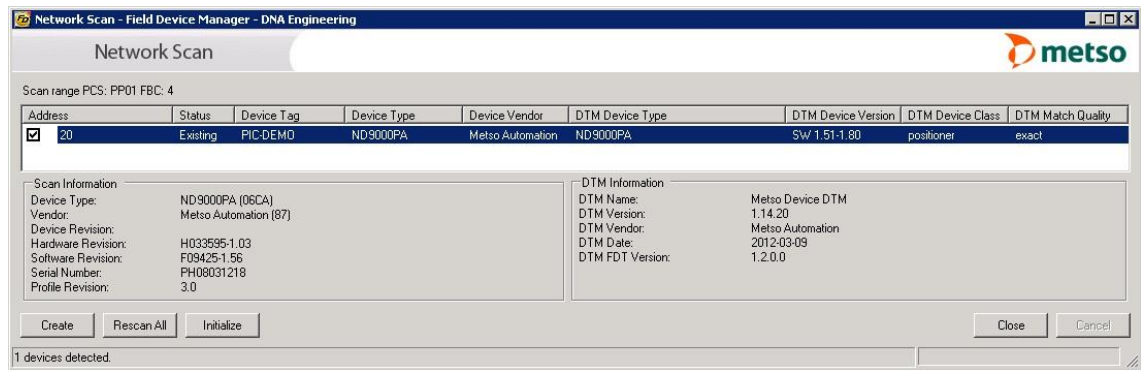 Network Scan - Field Device Manager - DNA Engineering
Network Scan
metso
Scan range PCS: PP01 FBC: 4
Address Status Device Tag Device Type Device Vendor DTM Device Type DTM Device Version DTM Device Class DTM Match Quality
20 Existing PIC-DEMO ND9000PA Metso Automation ND9000PA SW 1.51-1.80 positioner exact
Scan Information
Device Type: ND9000PA (06CA)
Vendor: Metso Automation (87)
Device Revision:
Hardware Revision: H033595-1.03
Software Revision: F09425-1.56
Serial Number: PH08031218
Profile Revision: 3.0
DTM Information
DTM Name: Metso Device DTM
DTM Version: 1.14.20
DTM Vendor: Metso Automation
DTM Date: 2012-03-09
DTM FDT Version: 1.2.0.0
Create Rescan All Initialize Close Cancel
1 devices detected.